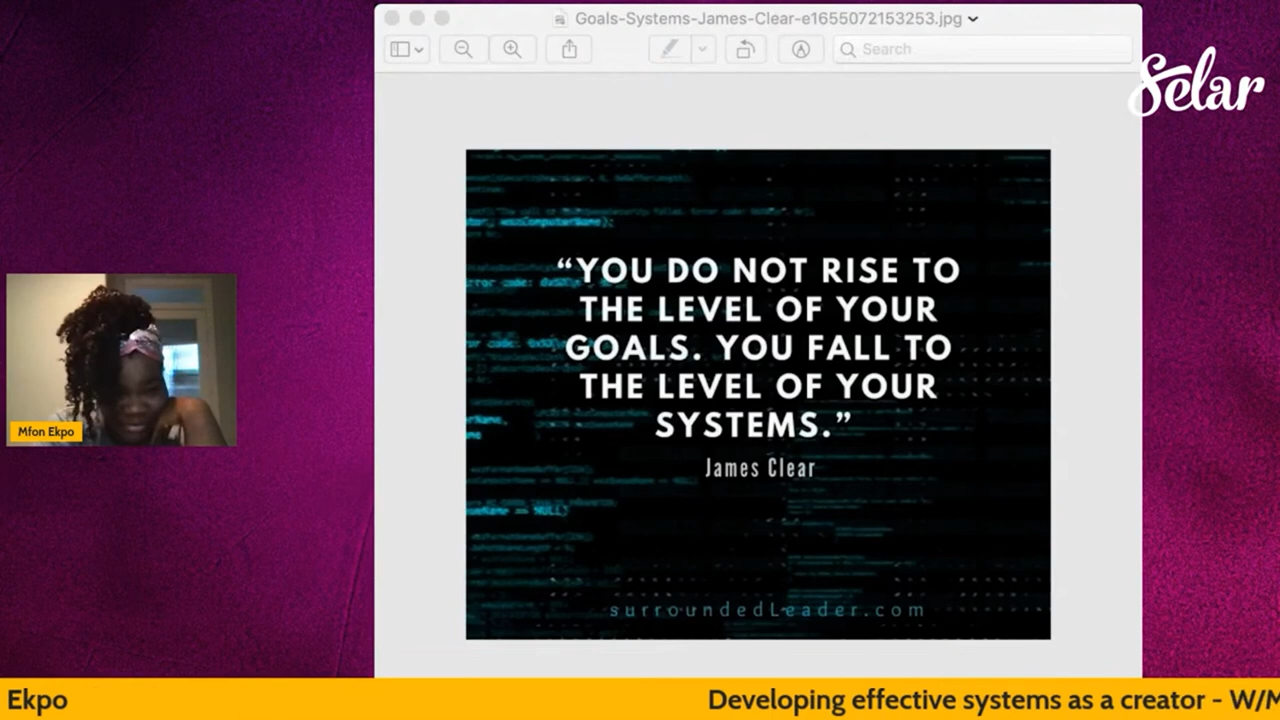 Goals-Systems-James-Clear-e1655072153253.jpg
Search
Selar
wssComputerName);
“YOU DO NOT RISE TO
THE LEVEL OF YOUR
GOALS. YOU FALL TO
THE LEVEL OF YOUR
SYSTEMS.”
James Clear
== NULL)
surroundedLeader.com
Mfon Ekpo
Ekpo
Developing effective systems as a creator - W/M